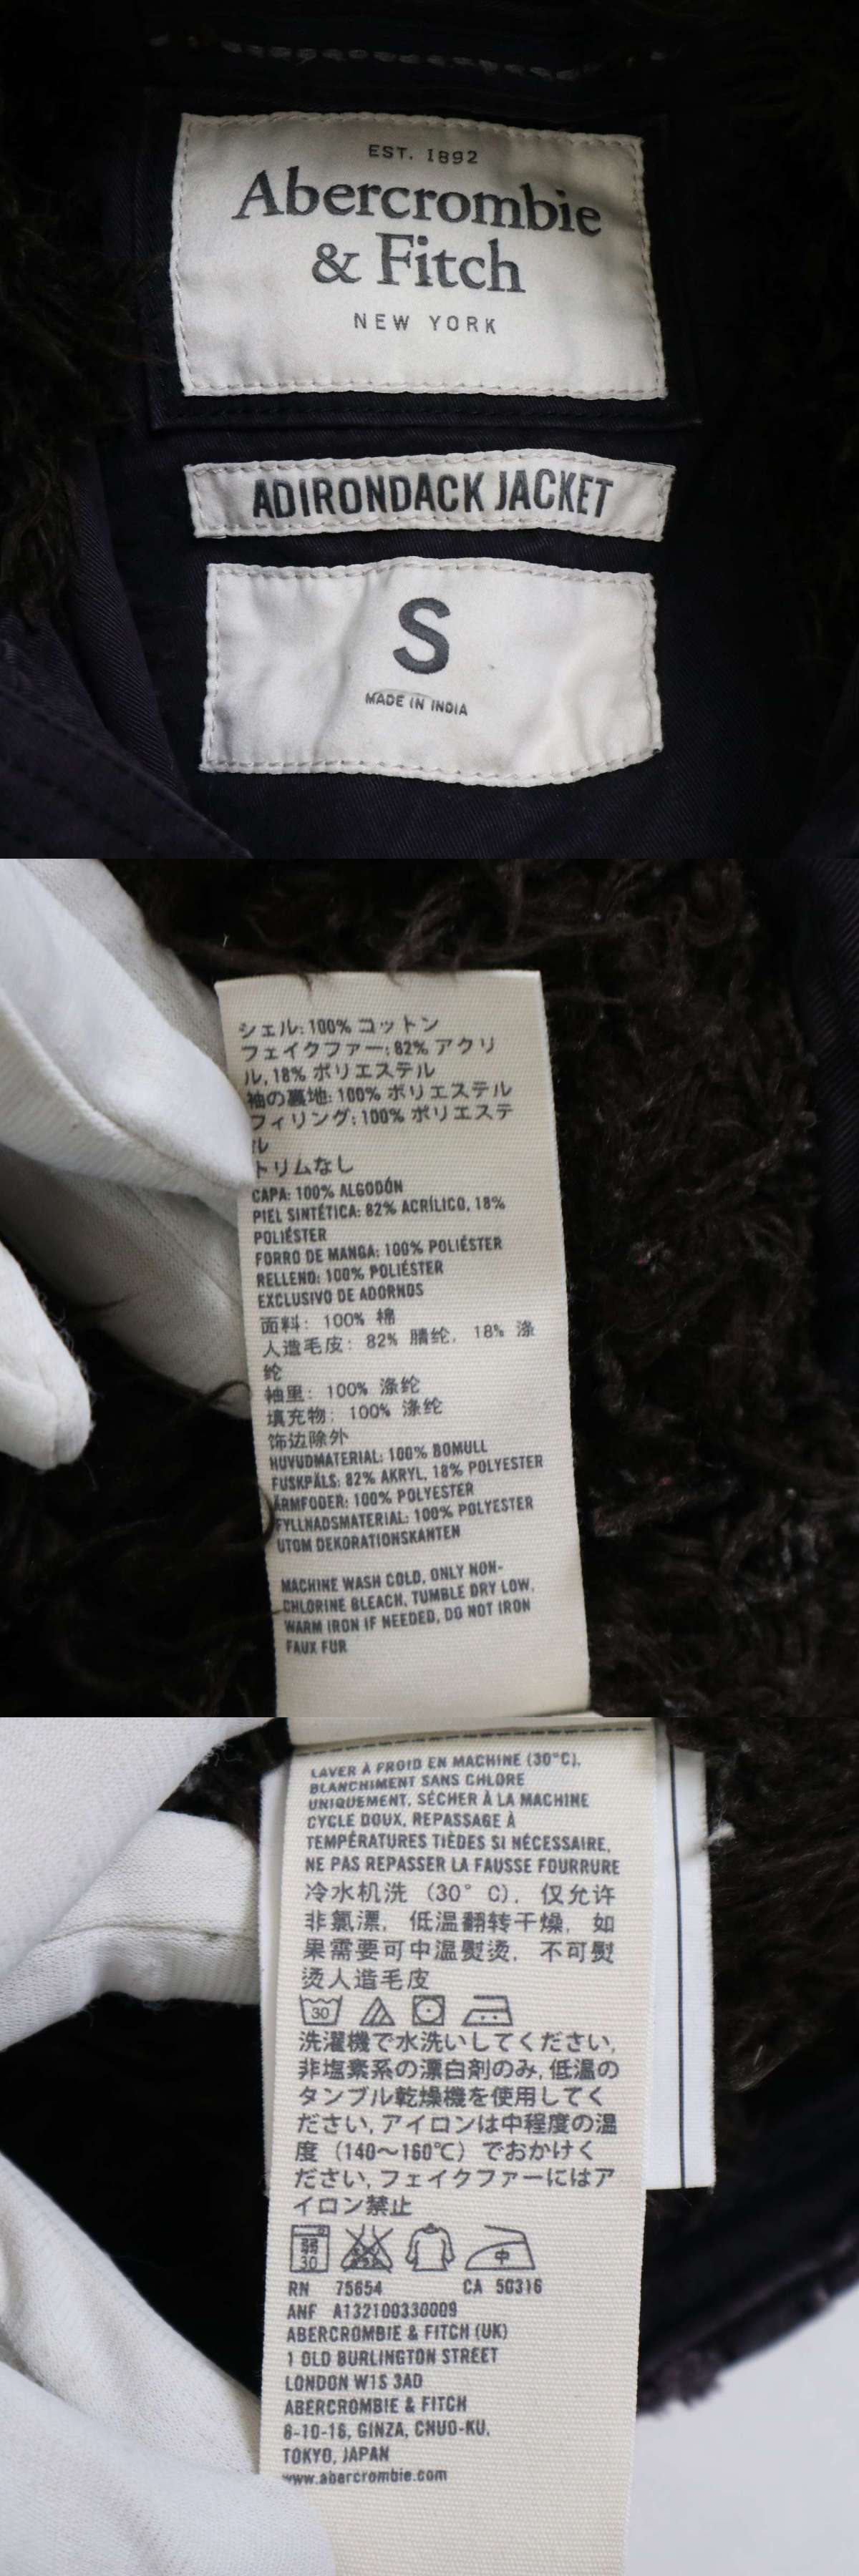 EST. 1892
Abercrombie
& Fitch
NEW YORK
ADIRONDACK JACKET
S
MADE IN INDIA
シェル: 100% コットン
フェイクファー: 82% アクリ
ル, 18% ポリエステル
袖の裏地: 100% ポリエステル
フィリング: 100% ポリエステ
ル
トリムなし
CAPA: 100% ALGODÓN
PIEL SINTÉTICA: 82% ACRÍLICO, 18%
POLIÉSTER
FORRO DE MANGA: 100% POLIÉSTER
RELLENO: 100% POLIÉSTER
EXCLUSIVO DE ADORNOS
面料: 100% 棉
人造毛皮: 82% 腈纶, 18% 涤
纶
袖里: 100% 涤纶
填充物: 100% 涤纶
饰边除外
HUVUDMATERIAL: 100% BOMULL
FUSKPÄLS: 82% AKRYL, 18% POLYESTER
ÄRMFODER: 100% POLYESTER
FYLLNADSMATERIAL: 100% POLYESTER
UTOM DEKORATIONSKANTEN
MACHINE WASH COLD, ONLY NON-
CHLORINE BLEACH, TUMBLE DRY LOW,
WARM IRON IF NEEDED, DO NOT IRON
FAUX FUR
LAVER À FROID EN MACHINE (30°C),
BLANCHIMENT SANS CHLORE
UNIQUEMENT, SÉCHER À LA MACHINE
CYCLE DOUX, REPASSAGE À
TEMPÉRATURES TIÈDES SI NÉCESSAIRE,
NE PAS REPASSER LA FAUSSE FOURRURE
冷水机洗 (30° C), 仅允许
非氯漂, 低温翻转干燥, 如
果需要可中温熨烫, 不可熨
烫人造毛皮
30
洗濯機で水洗いしてください,
非塩素系の漂白剤のみ, 低温の
タンブル乾燥機を使用してく
ださい, アイロンは中程度の温
度 (140～160℃) でおかけく
ださい, フェイクファーにはア
イロン禁止
弱 30 中
RN 75654 CA 50316
ANF A132100330009
ABERCROMBIE & FITCH (UK)
1 OLD BURLINGTON STREET
LONDON W1S 3AD
ABERCROMBIE & FITCH
6-10-16, GINZA, CHUO-KU,
TOKYO, JAPAN
www.abercrombie.com